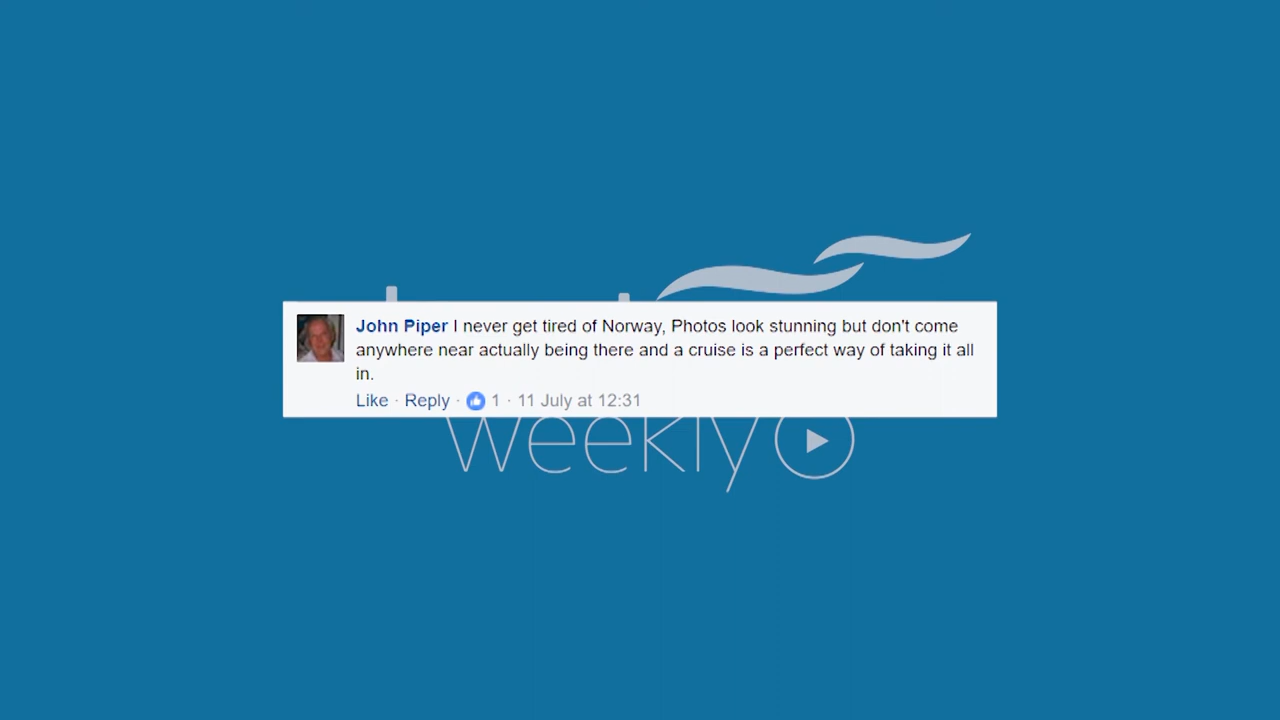 John Piper I never get tired of Norway, Photos look stunning but don't come
anywhere near actually being there and a cruise is a perfect way of taking it all
in.
Like · Reply · 1 · 11 July at 12:31
weekly